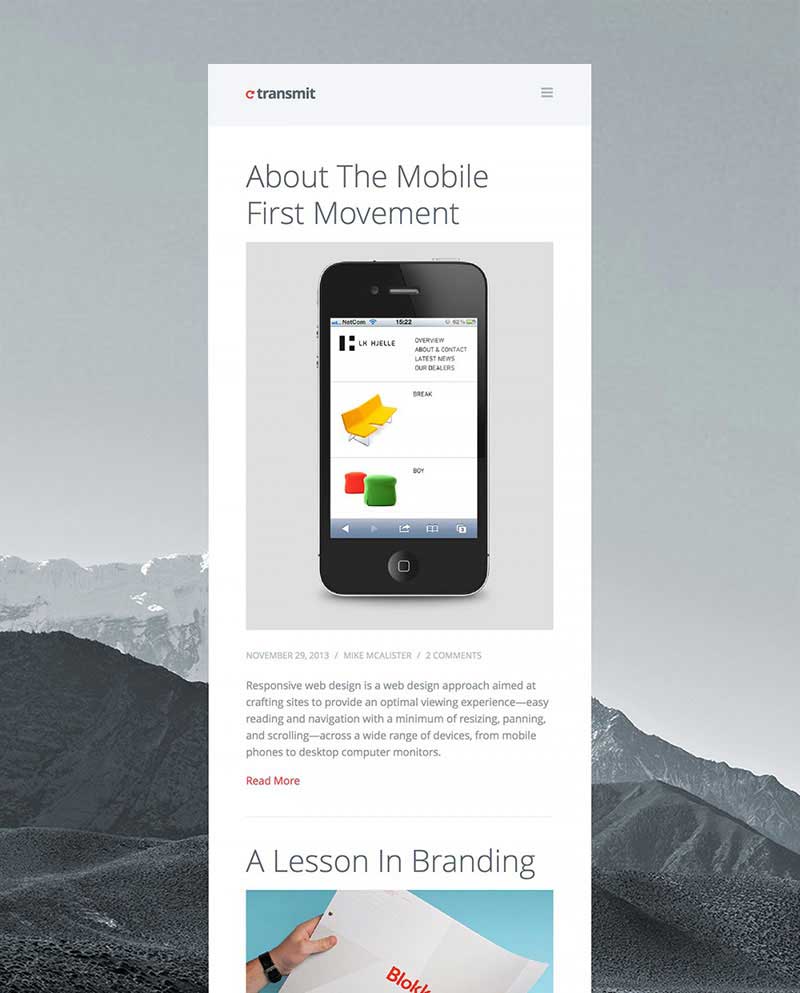 transmit
About The Mobile
First Movement
NetCom 15:22 62%
LK HJELLE
OVERVIEW
ABOUT & CONTACT
LATEST NEWS
OUR DEALERS
BREAK
BOY
NOVEMBER 29, 2013 / MIKE MCALISTER / 2 COMMENTS
Responsive web design is a web design approach aimed at
crafting sites to provide an optimal viewing experience—easy
reading and navigation with a minimum of resizing, panning,
and scrolling—across a wide range of devices, from mobile
phones to desktop computer monitors.
Read More
A Lesson In Branding
Blokk